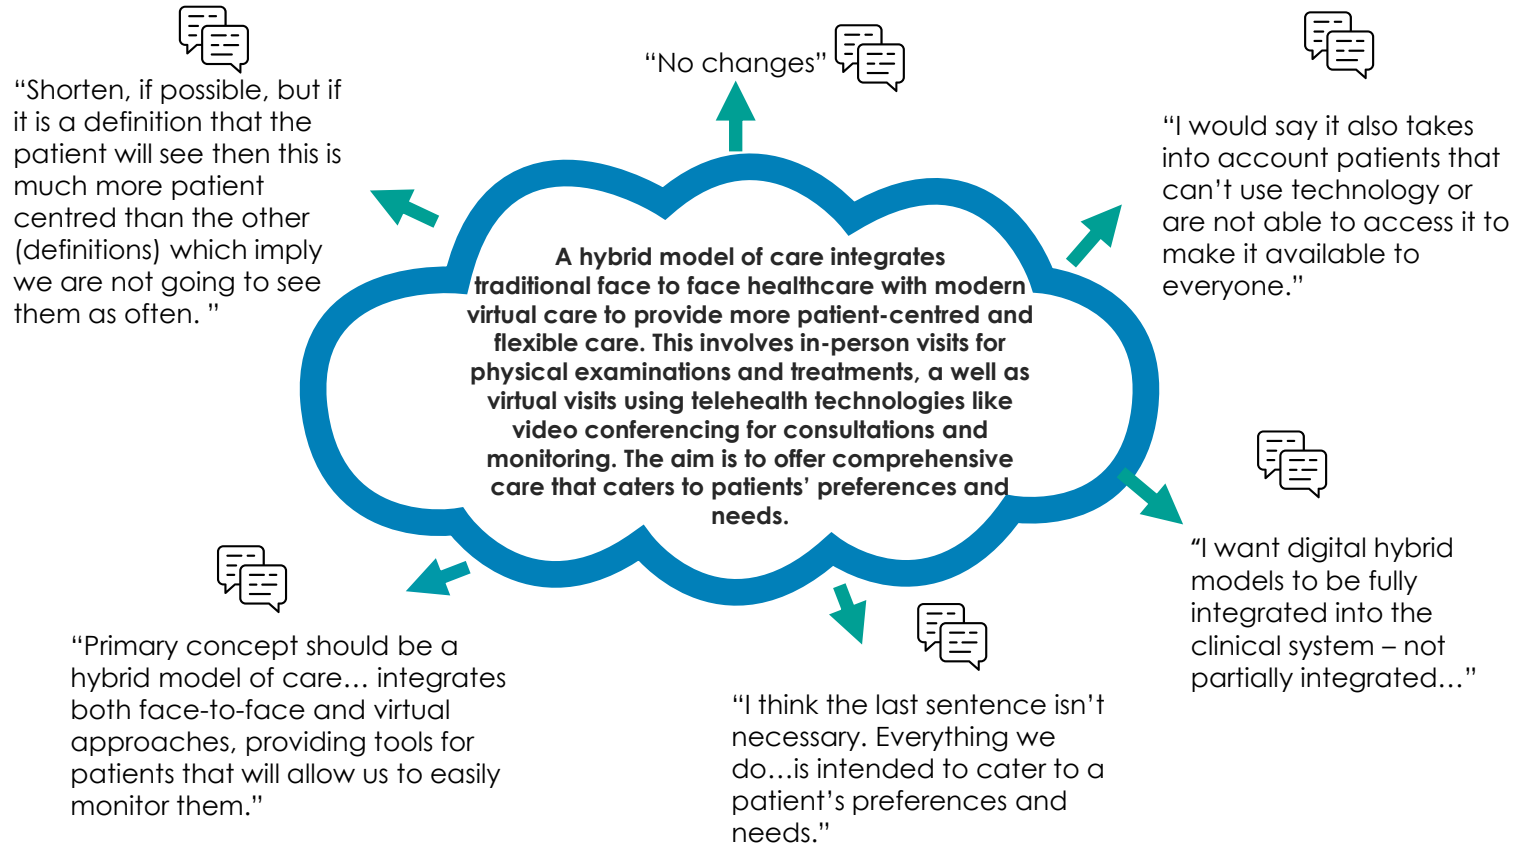 “Shorten, if possible, but if
it is a definition that the
patient will see then this is
much more patient
centred than the other
(definitions) which imply
we are not going to see
them as often. ”
“No changes”
“I would say it also takes
into account patients that
can’t use technology or
are not able to access it to
make it available to
everyone.”
A hybrid model of care integrates
traditional face to face healthcare with modern
virtual care to provide more patient-centred and
flexible care. This involves in-person visits for
physical examinations and treatments, a well as
virtual visits using telehealth technologies like
video conferencing for consultations and
monitoring. The aim is to offer comprehensive
care that caters to patients’ preferences and
needs.
“I want digital hybrid
models to be fully
integrated into the
clinical system – not
partially integrated…”
“Primary concept should be a
hybrid model of care… integrates
both face-to-face and virtual
approaches, providing tools for
patients that will allow us to easily
monitor them.”
“I think the last sentence isn’t
necessary. Everything we
do…is intended to cater to a
patient’s preferences and
needs.”